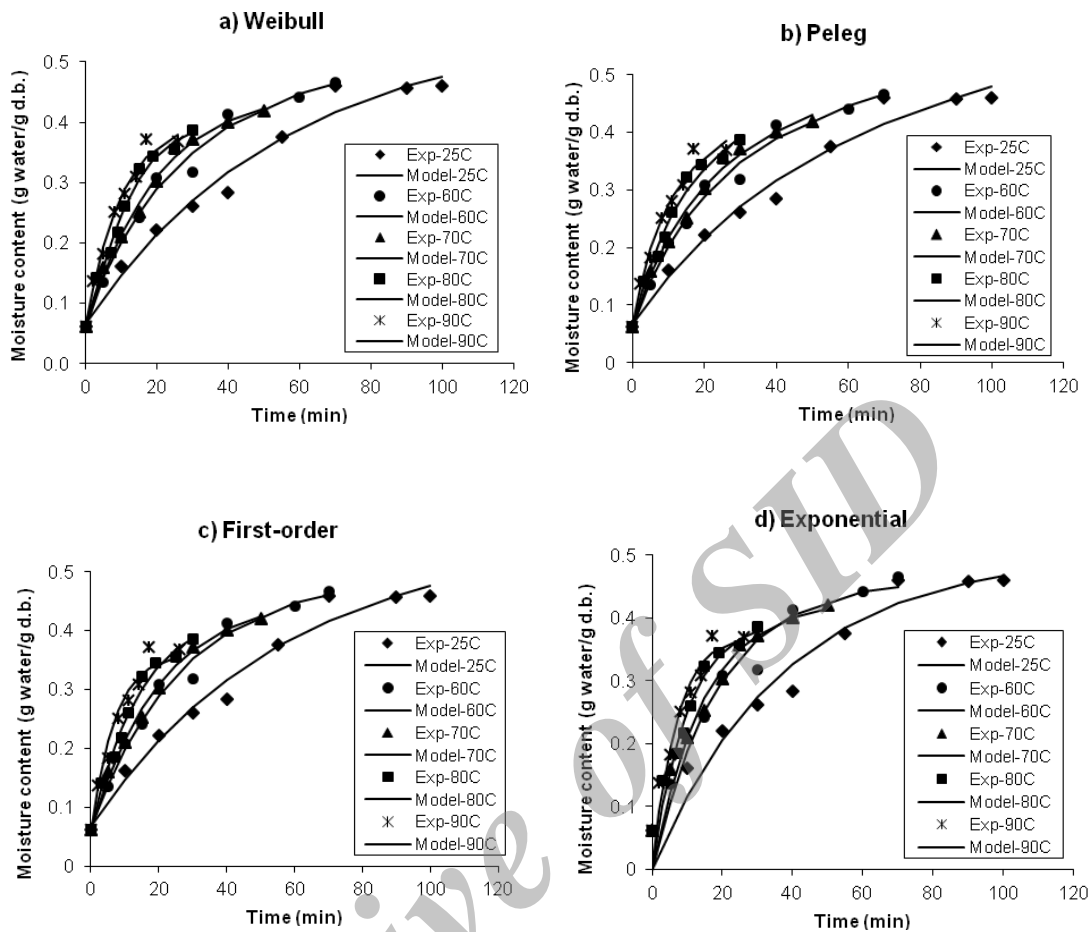 a) Weibull
Moisture content (g water/g d.b.)
0.5
0.4
0.3
0.2
0.1
0.0
0
20
40
60
80
100
120
Time (min)
Exp-25C
Model-25C
Exp-60C
Model-60C
Exp-70C
Model-70C
Exp-80C
Model-80C
Exp-90C
Model-90C
b) Peleg
Moisture content (g water/g d.b.)
0.5
0.4
0.3
0.2
0.1
0
0
20
40
60
80
100
120
Time (min)
Exp-25C
Model-25C
Exp-60C
Model-60C
Exp-70C
Model-70C
Exp-80C
Model-80C
Exp-90C
Model-90C
c) First-order
Moisture content (g water/g d.b.)
0.5
0.4
0.3
0.2
0.1
0
0
20
40
60
80
100
120
Time (min)
Exp-25C
Model-25C
Exp-60C
Model-60C
Exp-70C
Model-70C
Exp-80C
Model-80C
Exp-90C
Model-90C
d) Exponential
Moisture content (g water/g d.b.)
0.5
0.4
0.3
0.2
0.1
0
0
20
40
60
80
100
120
Time (min)
Exp-25C
Model-25C
Exp-60C
Model-60C
Exp-70C
Model-70C
Exp-80C
Model-80C
Exp-90C
Model-90C
ive of SID